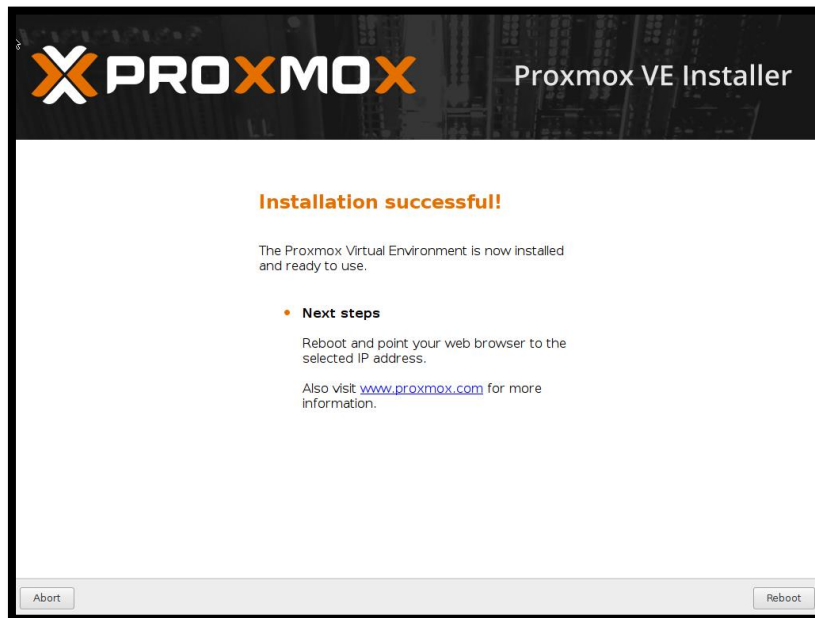 PROXMOX
Proxmox VE Installer
Installation successful!
The Proxmox Virtual Environment is now installed
and ready to use.
Next steps
Reboot and point your web browser to the
selected IP address.
Also visit www.proxmox.com for more
information.
Abort
Reboot